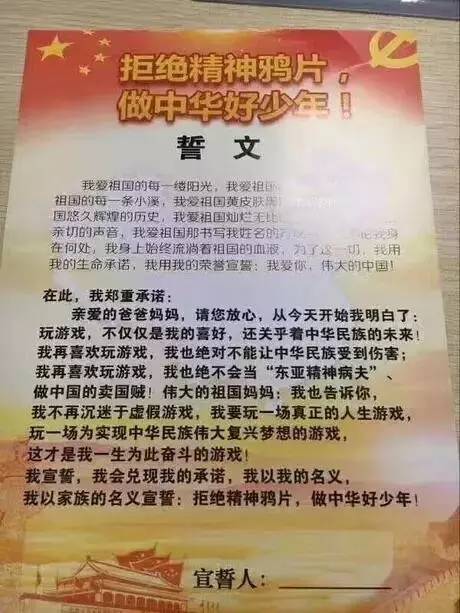 拒绝精神鸦片，
做中华好少年！
誓 文
我爱祖国的每一缕阳光，我爱祖国
祖国的每一条小溪，我爱祖国黄皮肤黑
国悠久辉煌的历史，我爱祖国灿烂无比
亲切的声音，我爱祖国那书写我姓名的方
在何处，我身上始终流淌着祖国的血液，为了这一切，我用
我的生命承诺，我用我的荣誉宣誓：我爱你，伟大的中国！
在此，我郑重承诺：
亲爱的爸爸妈妈，请您放心，从今天开始我明白了：
玩游戏，不仅仅是我的喜好，还关乎着中华民族的未来！
我再喜欢玩游戏，我也绝对不能让中华民族受到伤害；
我再喜欢玩游戏，我也绝不会当“东亚精神病夫”、
做中国的卖国贼！伟大的祖国妈妈：我也告诉你，
我不再沉迷于虚假游戏，我要玩一场真正的人生游戏，
玩一场为实现中华民族伟大复兴梦想的游戏，
这才是我一生为此奋斗的游戏！
我宣誓，我会兑现我的承诺，我以我的名义，
我以家族的名义宣誓：拒绝精神鸦片，做中华好少年！
宣誓人：